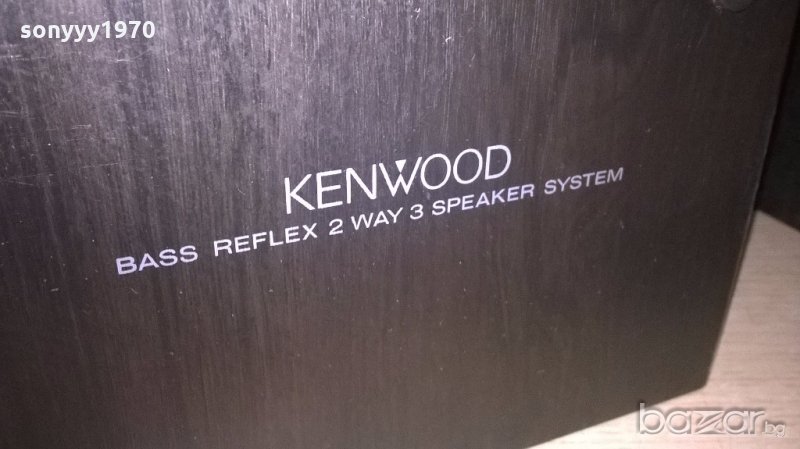 sonyyy1970
KENWOOD
BASS REFLEX 2 WAY 3 SPEAKER SYSTEM
bazar.bg